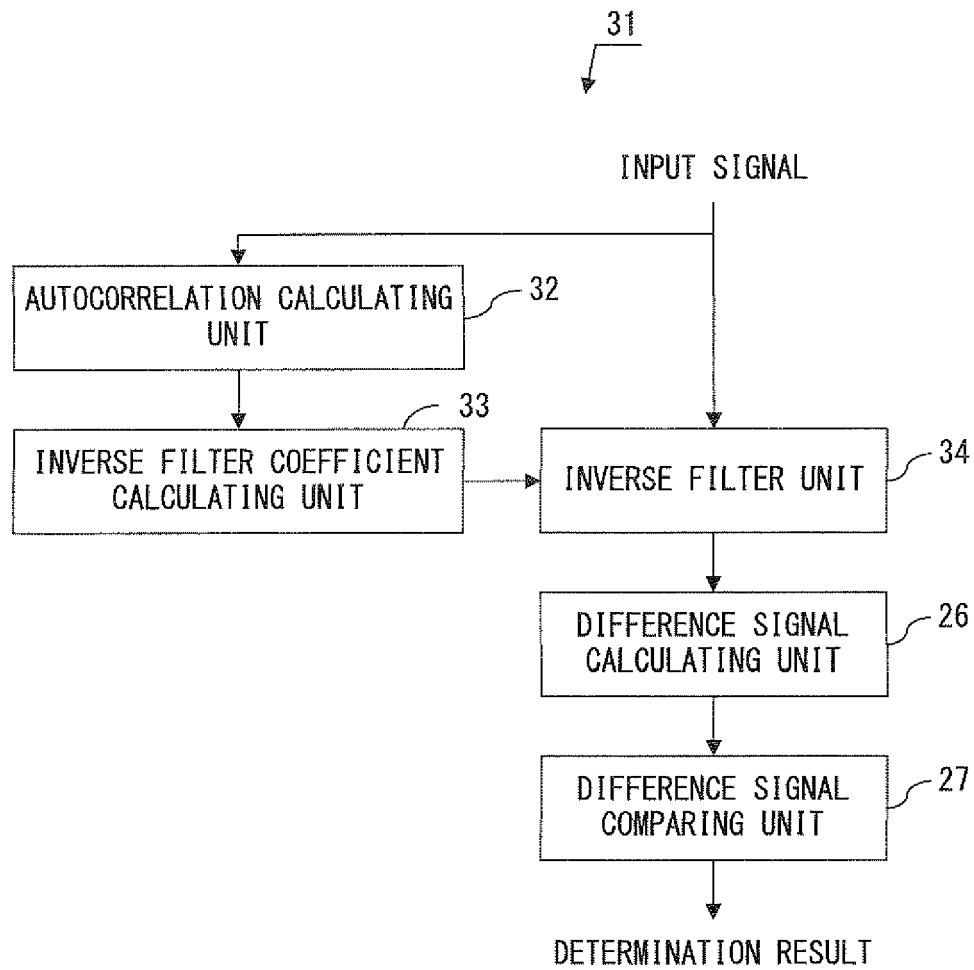 31
INPUT SIGNAL
AUTOCORRELATION CALCULATING
UNIT
32
33
INVERSE FILTER COEFFICIENT
CALCULATING UNIT
INVERSE FILTER UNIT
34
DIFFERENCE SIGNAL
CALCULATING UNIT
26
DIFFERENCE SIGNAL
COMPARING UNIT
27
DETERMINATION RESULT